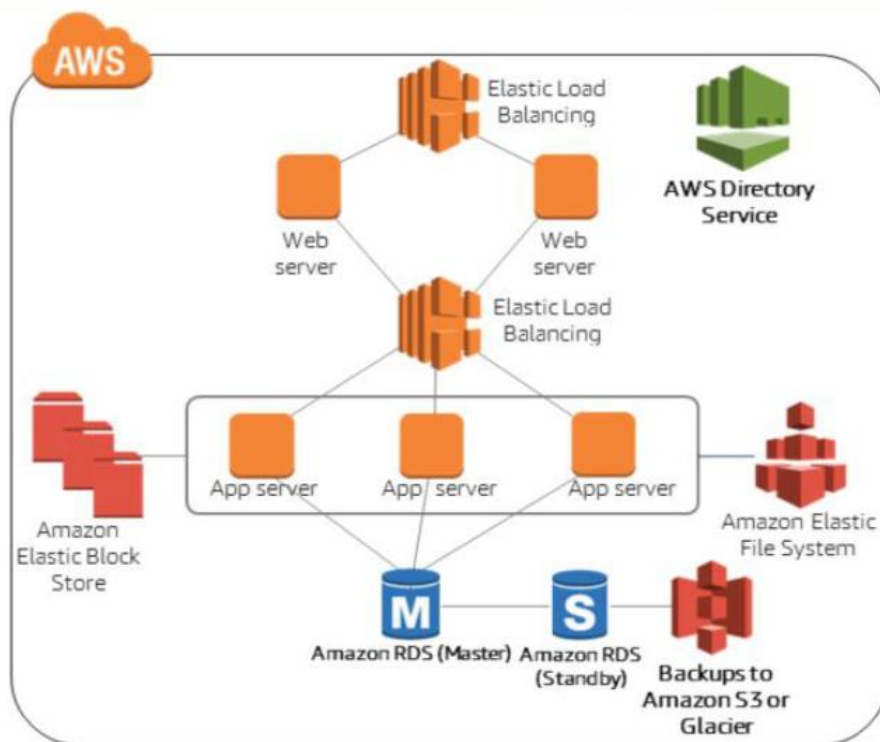 AWS
Elastic Load
Balancing
AWS Directory
Service
Web
server
Web
server
Elastic Load
Balancing
App server
App server
App server
Amazon
Elastic Block
Store
Amazon Elastic
File System
M
S
Amazon RDS (Master)
Amazon RDS
(Standby)
Backups to
Amazon S3 or
Glacier